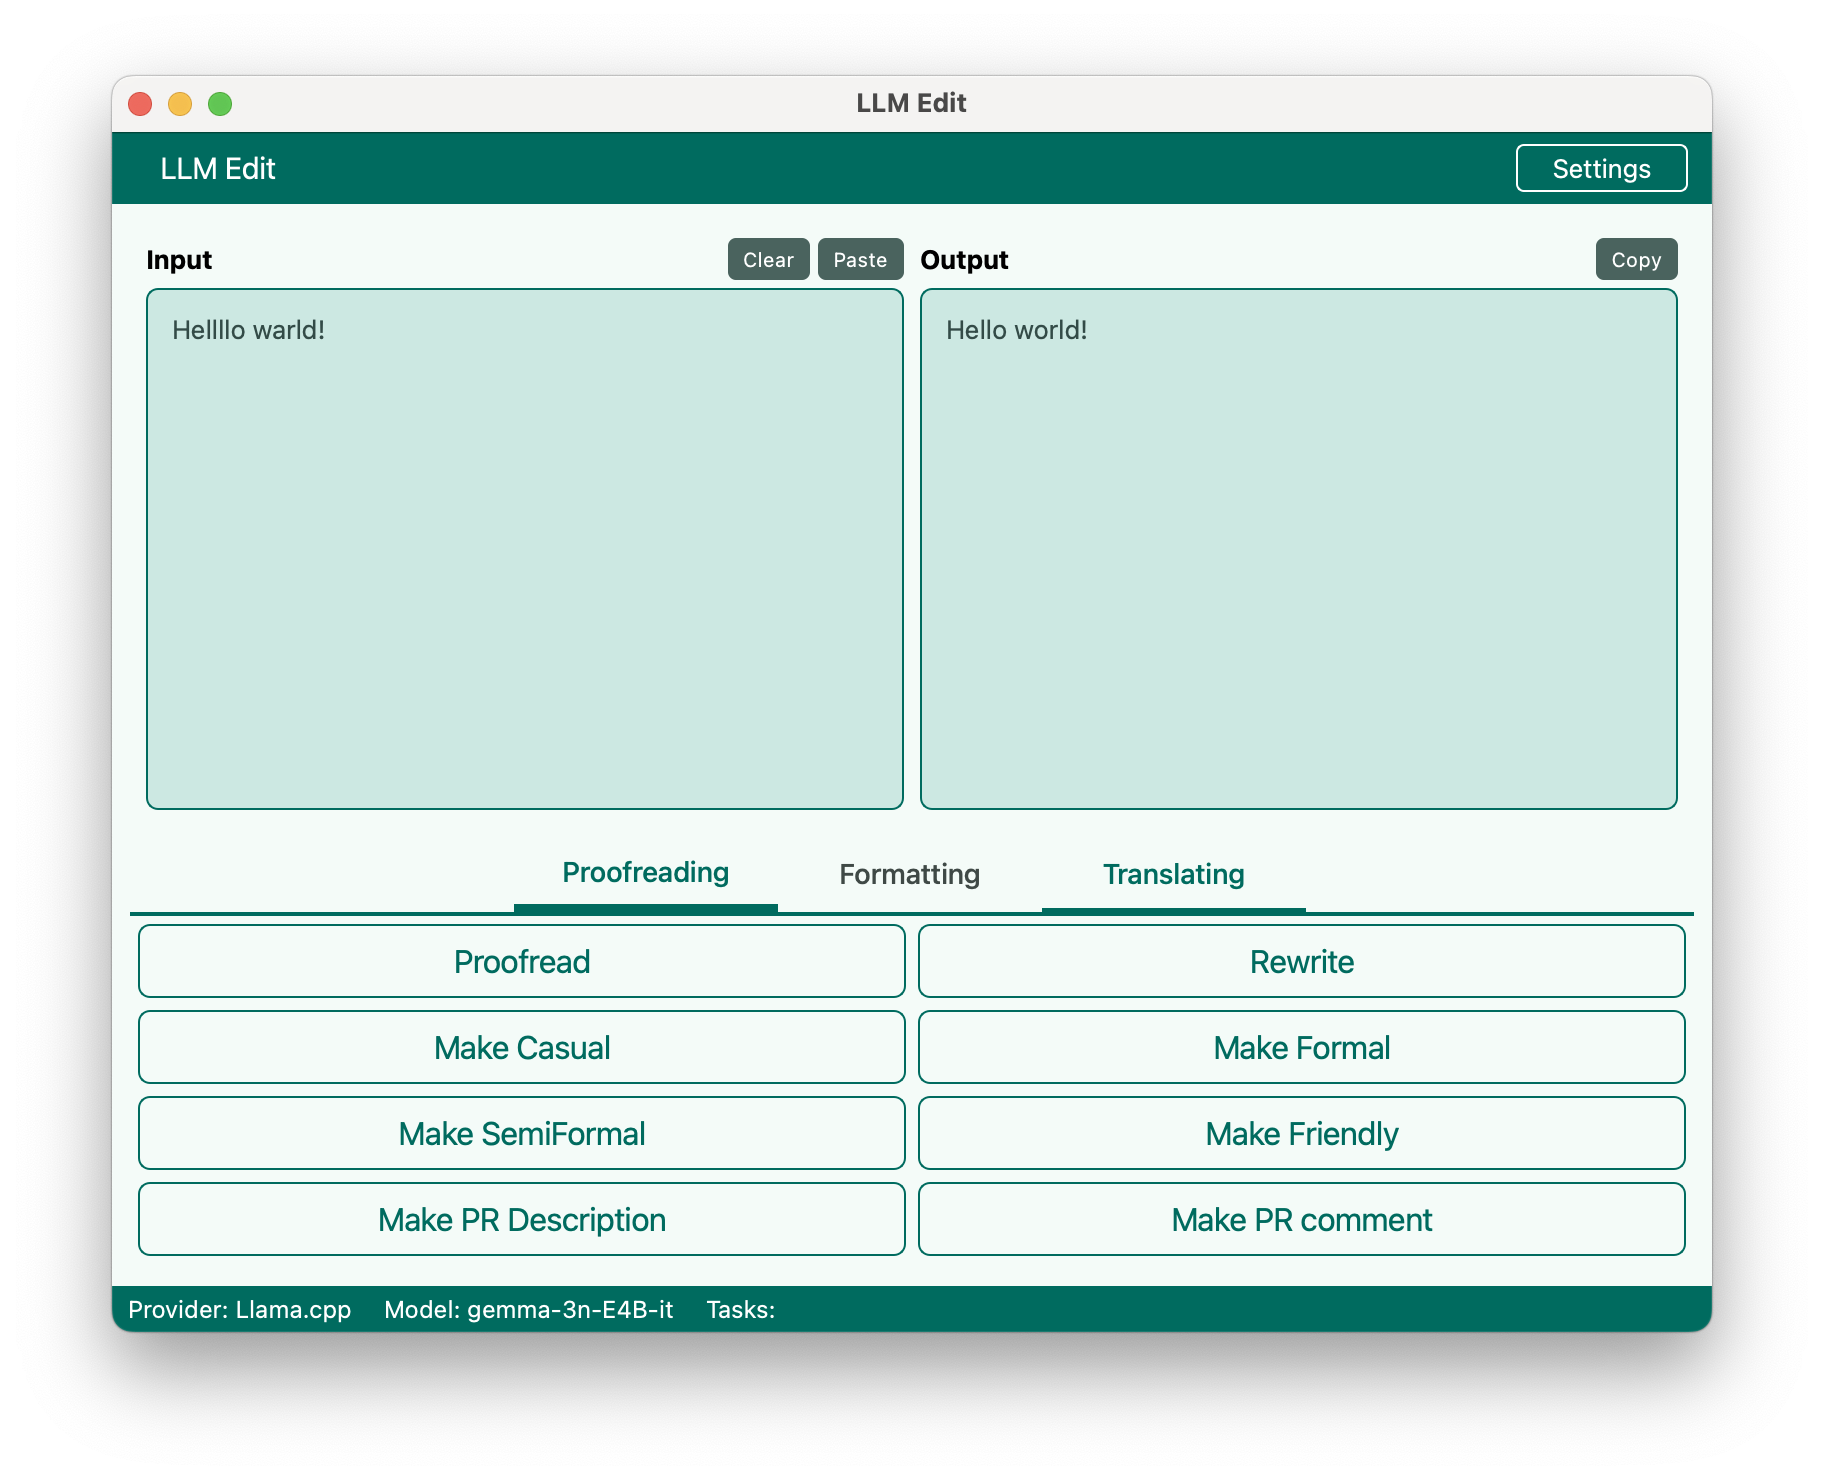 LLM Edit
LLM Edit
Settings
Input
Clear
Paste
Output
Copy
Hellllo warld!
Hello world!
Proofreading
Formatting
Translating
Proofread
Rewrite
Make Casual
Make Formal
Make SemiFormal
Make Friendly
Make PR Description
Make PR comment
Provider: Llama.cpp
Model: gemma-3n-E4B-it
Tasks: